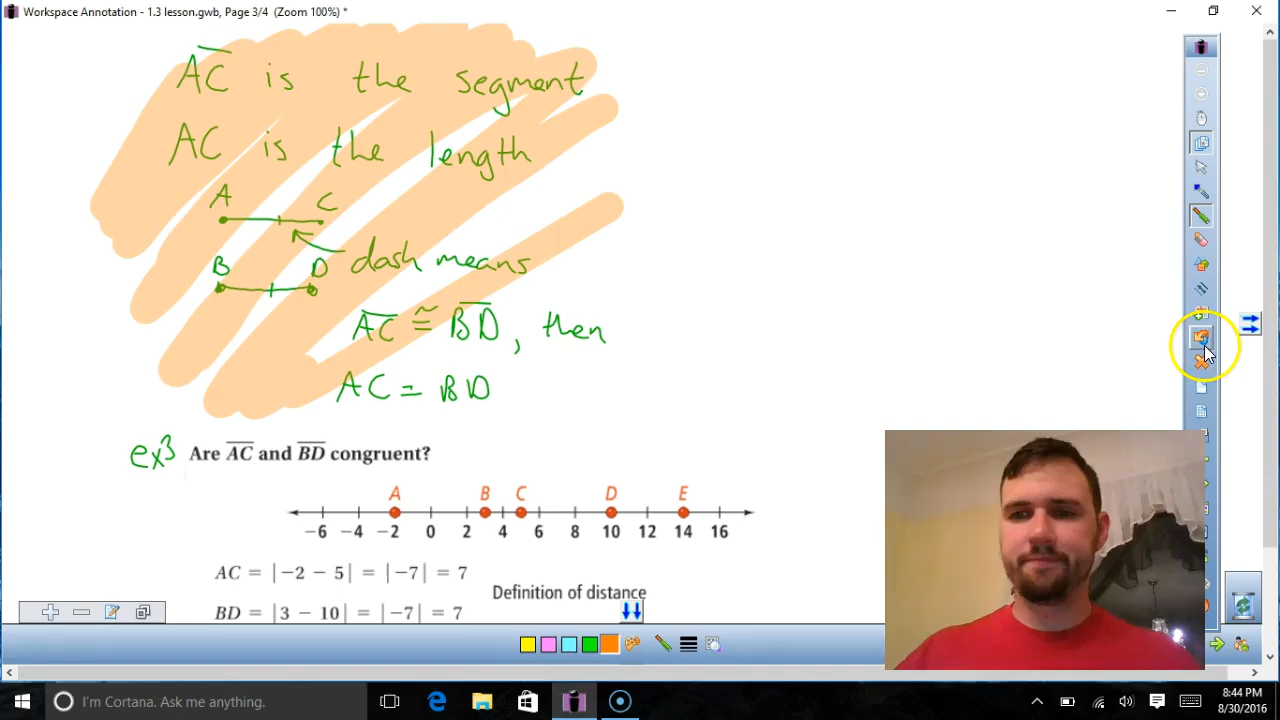 Workspace Annotation - 1.3 lesson.gwb, Page 3/4 (Zoom 100%) *
AC is the segment
AC is the length
A C
B D dash means
AC ≅ BD, then
AC = BD
ex3 Are AC and BD congruent?
A B C D E
−6 −4 −2 0 2 4 6 8 10 12 14 16
AC = |−2 − 5| = |−7| = 7
Definition of distance
BD = |3 − 10| = |−7| = 7
I'm Cortana. Ask me anything.
8:44 PM
8/30/2016